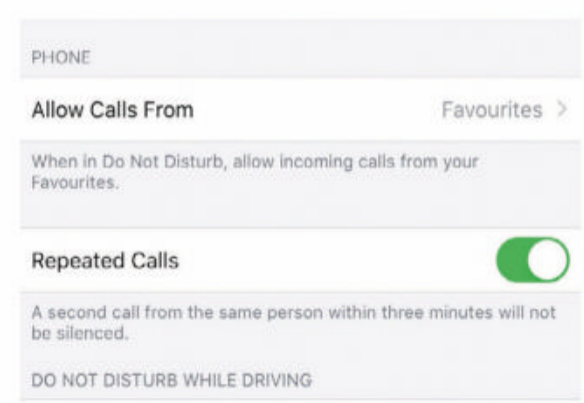 PHONE
Allow Calls From Favourites >
When in Do Not Disturb, allow incoming calls from your
Favourites.
Repeated Calls
A second call from the same person within three minutes will not
be silenced.
DO NOT DISTURB WHILE DRIVING